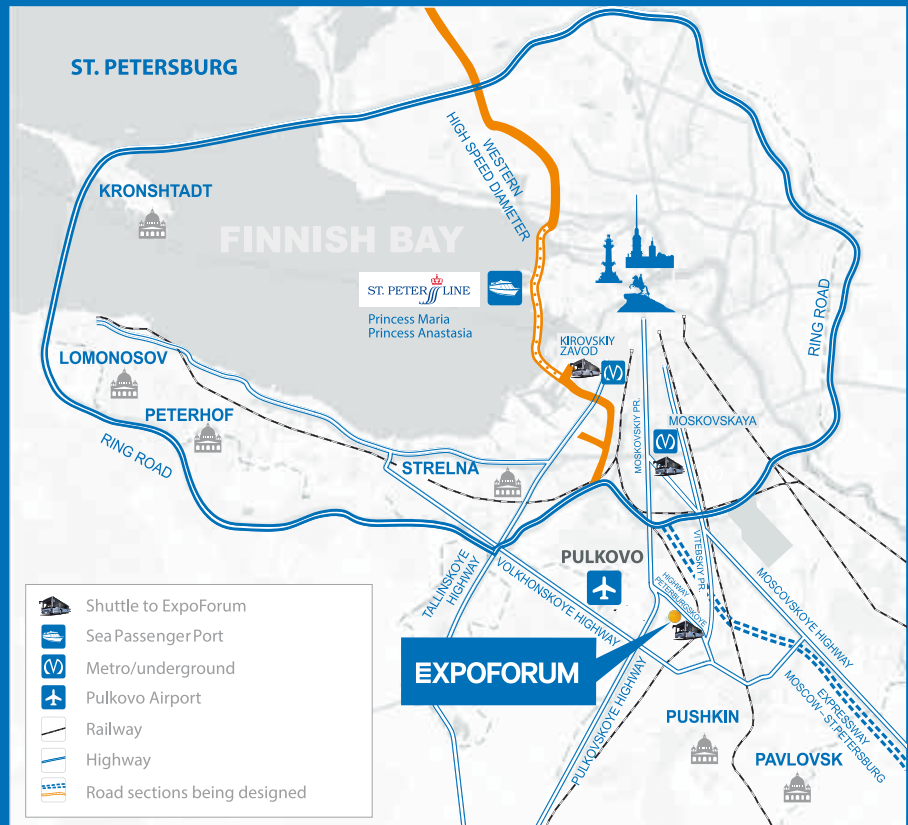 ST. PETERSBURG
WESTERN
HIGH SPEED DIAMETER
KRONSHTADT
FINNISH BAY
ST. PETER LINE
Princess Maria
Princess Anastasia
RING ROAD
KIROVSKIY
ZAVOD
LOMONOSOV
PETERHOF
RING ROAD
MOSKOVSKIY PR.
MOSKOVSKAYA
STRELNA
PULKOVO
VITEBSKIY PR.
TALLINSKOYE
HIGHWAY
VOLKHONSKOYE HIGHWAY
HIGHWAY
PETERBURGSKOYE
MOSCOVSKOYE HIGHWAY
EXPOFORUM
PULKOVSKOYE HIGHWAY
EXPRESSWAY
MOSCOW – ST.PETERSBURG
PUSHKIN
PAVLOVSK
Shuttle to ExpoForum
Sea Passenger Port
Metro/underground
Pulkovo Airport
Railway
Highway
Road sections being designed